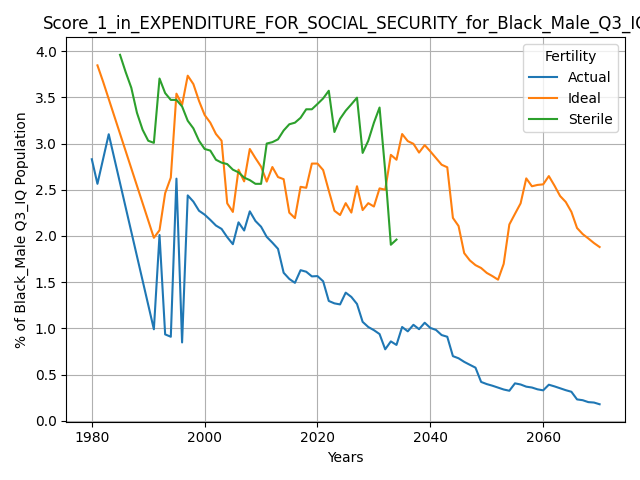 Score_1_in_EXPENDITURE_FOR_SOCIAL_SECURITY_for_Black_Male_Q3_IQ
4.0
3.5
3.0
2.5
2.0
1.5
1.0
0.5
0.0
% of Black_Male Q3_IQ Population
Fertility
Actual
Ideal
Sterile
1980
2000
2020
2040
2060
Years